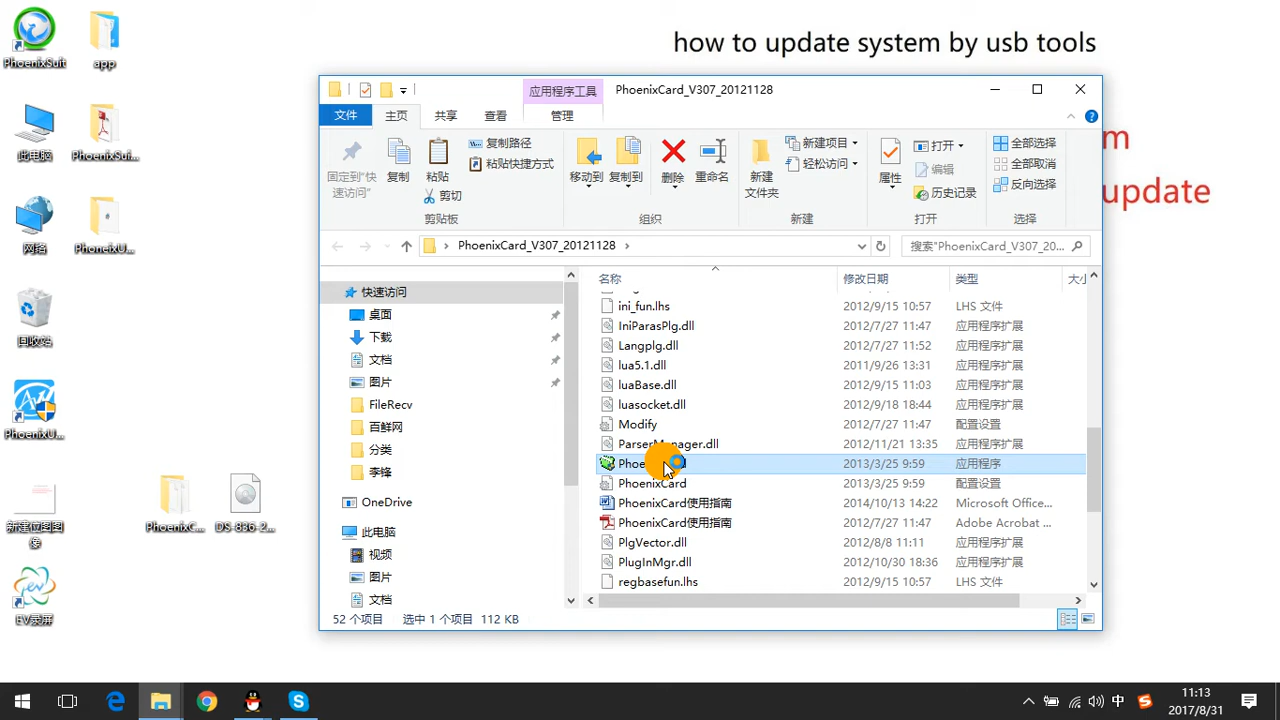 how to update system by usb tools
m
update
PhoenixSuit
app
此电脑
PhoenixSui...
网络
PhoneixU...
回收站
PhoenixU...
新建位图图
象
PhoenixC...
DS-836-2...
EV录屏
应用程序工具
PhoenixCard_V307_20121128
文件
主页
共享
查看
管理
固定到"快
速访问"
复制
粘贴
复制路径
粘贴快捷方式
剪切
剪贴板
移动到
复制到
删除
重命名
组织
新建
文件夹
新建项目
轻松访问
新建
属性
打开
编辑
历史记录
打开
全部选择
全部取消
反向选择
选择
PhoenixCard_V307_20121128
搜索"PhoenixCard_V307_20...
快速访问
桌面
下载
文档
图片
FileRecv
百鲜网
分类
李锋
OneDrive
此电脑
视频
图片
文档
名称 修改日期 类型 大小
ini_fun.lhs 2012/9/15 10:57 LHS 文件
IniParasPlg.dll 2012/7/27 11:47 应用程序扩展
Langplg.dll 2012/7/27 11:52 应用程序扩展
lua5.1.dll 2011/9/26 13:31 应用程序扩展
luaBase.dll 2012/9/15 11:03 应用程序扩展
luasocket.dll 2012/9/18 18:44 应用程序扩展
Modify 2012/7/27 11:47 配置设置
ParserManager.dll 2012/11/21 13:35 应用程序扩展
Phoe 2013/3/25 9:59 应用程序
PhoenixCard 2013/3/25 9:59 配置设置
PhoenixCard使用指南 2014/10/13 14:22 Microsoft Office...
PhoenixCard使用指南 2012/7/27 11:47 Adobe Acrobat ...
PlgVector.dll 2012/8/8 11:11 应用程序扩展
PlugInMgr.dll 2012/10/30 18:36 应用程序扩展
regbasefun.lhs 2012/9/15 10:57 LHS 文件
52 个项目 选中 1 个项目 112 KB
中
11:13
2017/8/31